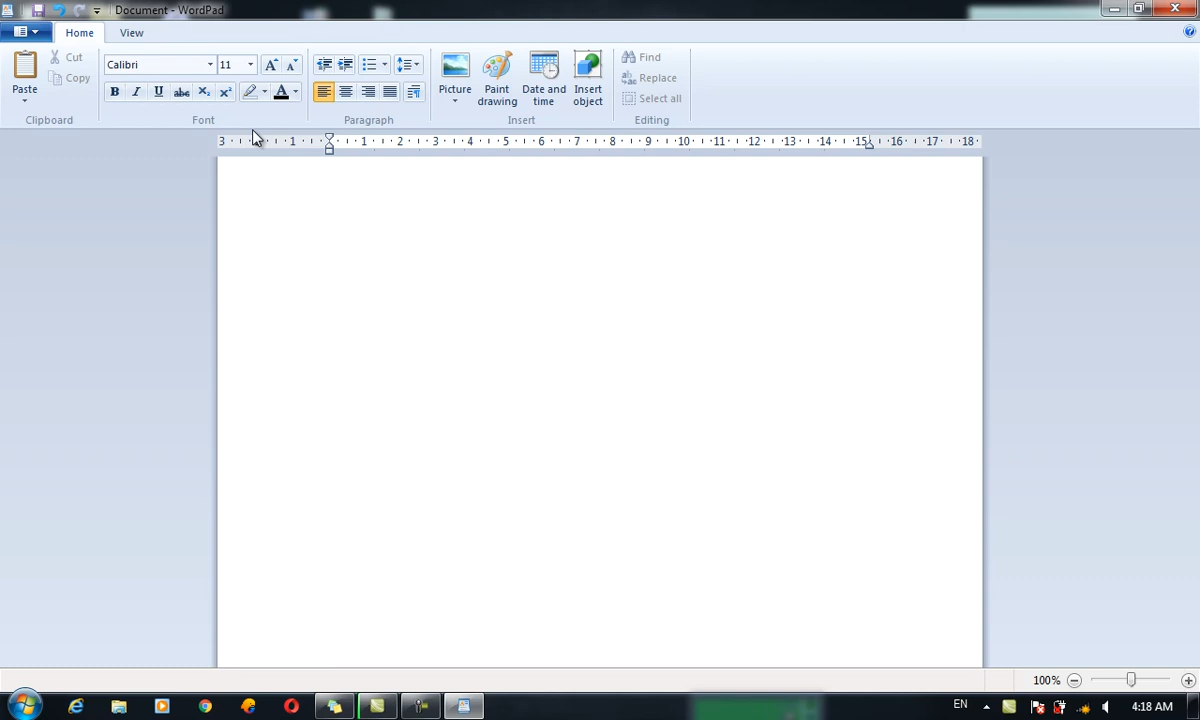 Document - WordPad
Home View
Paste Cut Copy
Calibri 11
B I U abc X₂ X²
A A A
Picture Paint drawing Date and time Insert object
Find
Replace
Select all
Clipboard Font Paragraph Insert Editing
3 1 1 2 3 4 5 6 7 8 9 10 11 12 13 14 15 16 17 18
100%
EN 4:18 AM